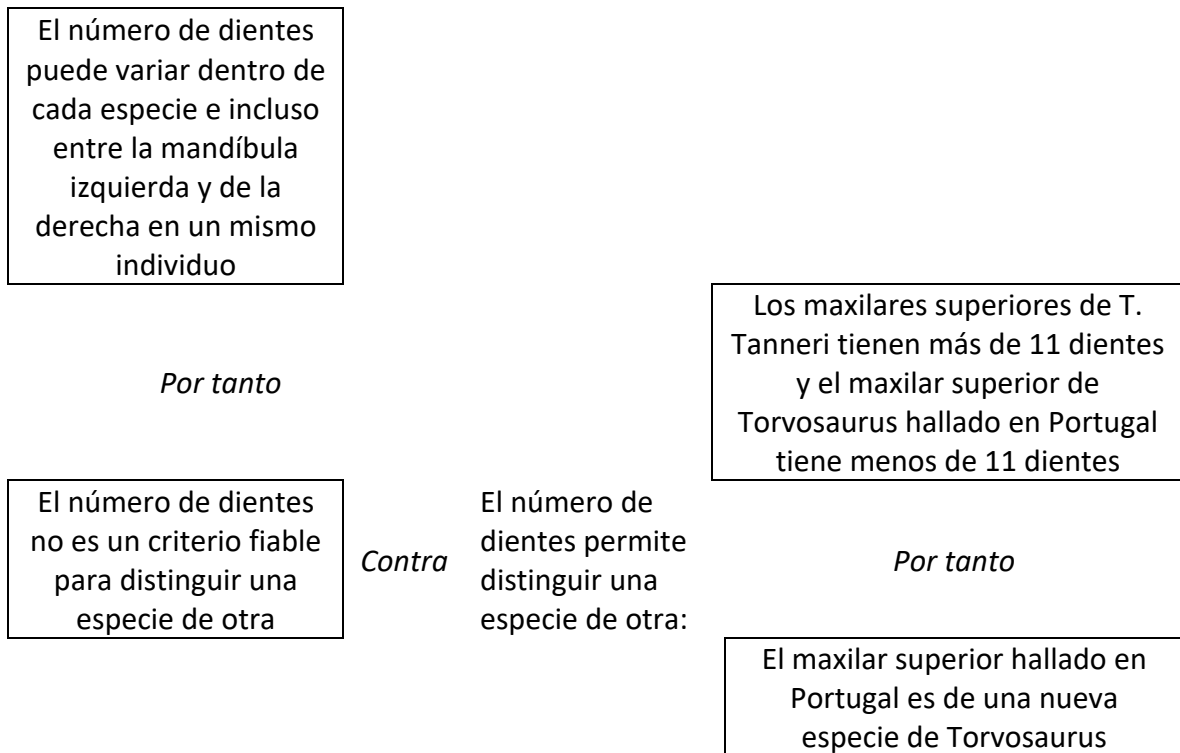 El número de dientes
puede variar dentro de
cada especie e incluso
entre la mandíbula
izquierda y de la
derecha en un mismo
individuo
Por tanto
Los maxilares superiores de T.
Tanneri tienen más de 11 dientes
y el maxilar superior de
Torvosaurus hallado en Portugal
tiene menos de 11 dientes
El número de dientes
no es un criterio fiable
para distinguir una
especie de otra
Contra
El número de
dientes permite
distinguir una
especie de otra:
Por tanto
El maxilar superior hallado en
Portugal es de una nueva
especie de Torvosaurus